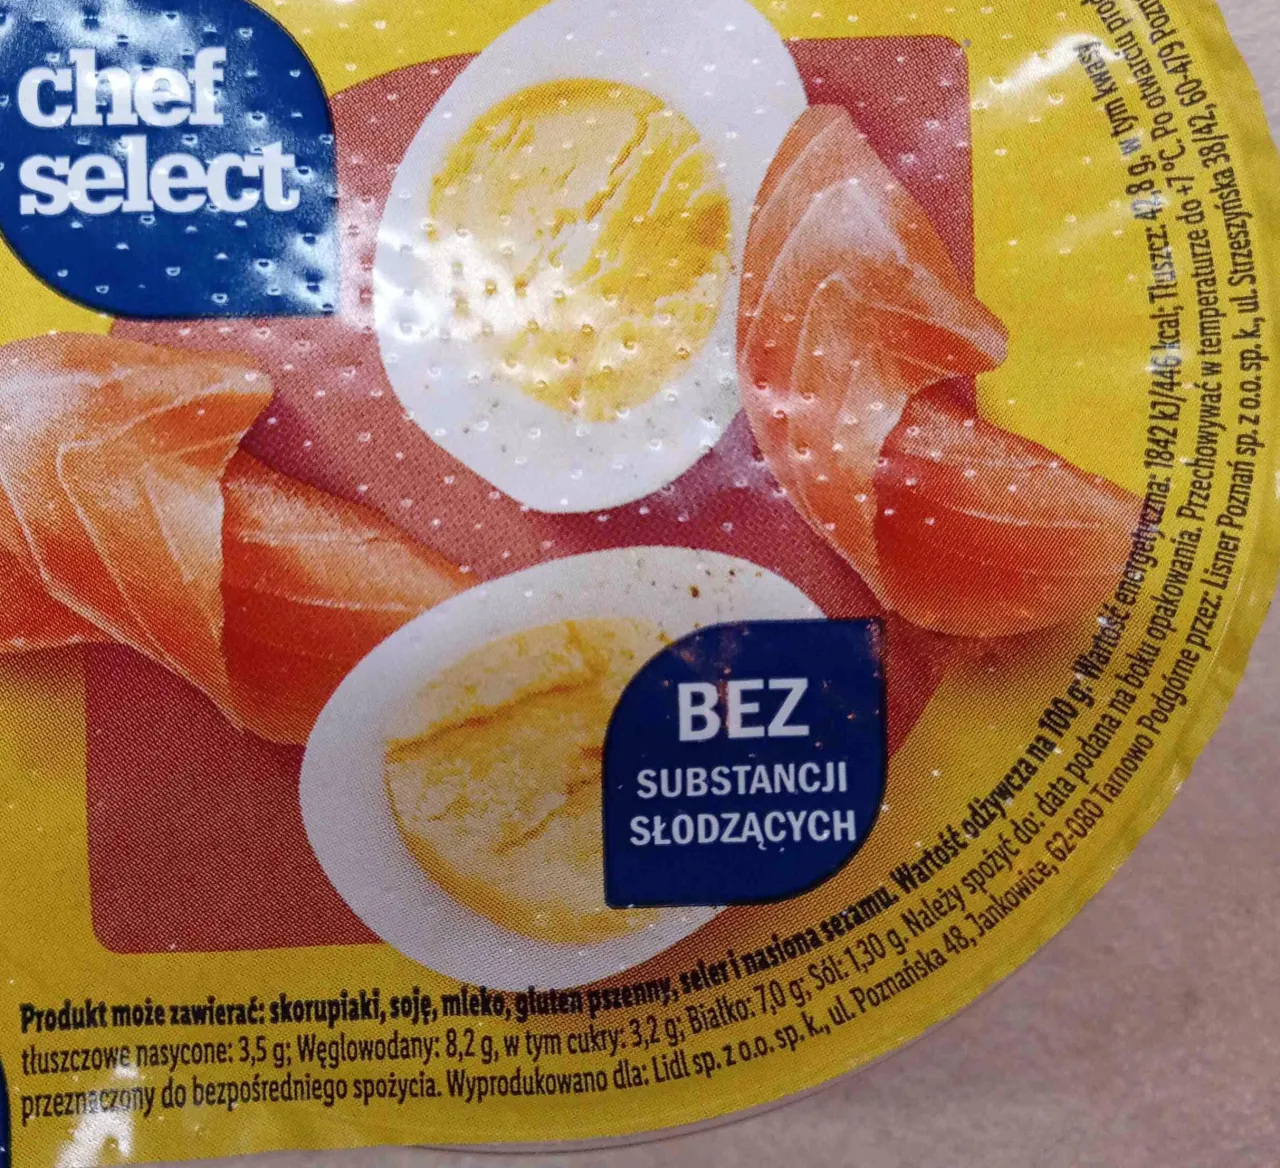 chef
select
BEZ
SUBSTANCJI
SŁODZĄCYCH
Produkt może zawierać: skorupiaki, soję, mleko, gluten pszenny, seler i nasiona sezamu. Wartość odżywcza na 100 g: Wartość energetyczna: 1842 kJ/446 kcal; Tłuszcz: 42,8 g, w tym kwasy
tłuszczowe nasycone: 3,5 g; Węglowodany: 8,2 g, w tym cukry: 3,2 g; Białko: 7,0 g; Sól: 1,30 g. Należy spożyć do: data podana na boku opakowania. Przechowywać w temperaturze do +7 °C. Po otwarciu
przeznaczony do bezpośredniego spożycia. Wyprodukowano dla: Lidl sp. z o.o. sp. k., ul. Poznańska 48, Jankowice, 62-080 Tarnowo Podgórne przez: Lisner Poznań sp. z o.o. sp. k., ul. Strzeszyńska 38/42, 60-479